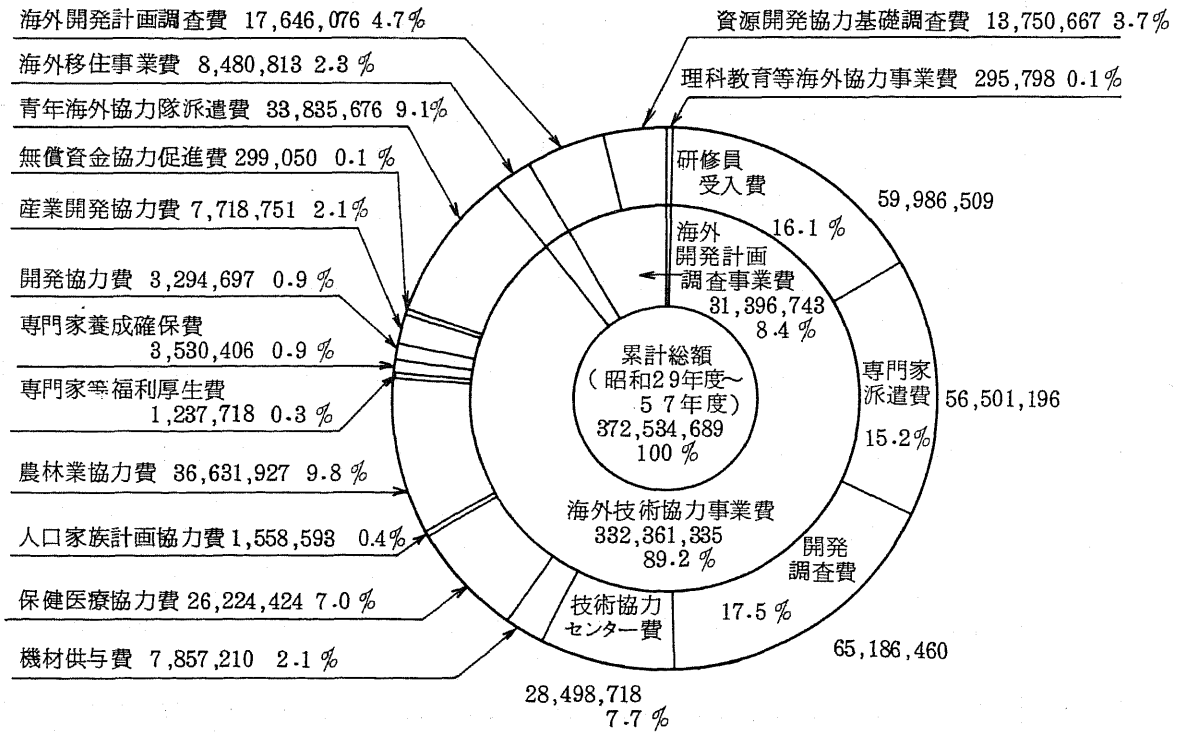 海外開発計画調査費 17,646,076 4.7%
海外移住事業費 8,480,813 2.3 %
青年海外協力隊派遣費 33,835,676 9.1%
無償資金協力促進費 299,050 0.1 %
産業開発協力費 7,718,751 2.1%
開発協力費 3,294,697 0.9 %
専門家養成確保費
3,530,406 0.9 %
専門家等福利厚生費
1,237,718 0.3 %
農林業協力費 36,631,927 9.8 %
人口家族計画協力費 1,558,593 0.4%
保健医療協力費 26,224,424 7.0 %
機材供与費 7,857,210 2.1 %
資源開発協力基礎調査費 13,750,667 3.7%
理科教育等海外協力事業費 295,798 0.1%
研修員
受入費
16.1 %
59,986,509
海外
開発計画
調査事業費
31,396,743
8.4 %
累計総額
(昭和29年度~
57年度)
372,534,689
100 %
専門家
派遣費
15.2%
56,501,196
海外技術協力事業費
332,361,335
89.2 %
開発
調査費
17.5 %
65,186,460
技術協力
センター費
28,498,718
7.7 %